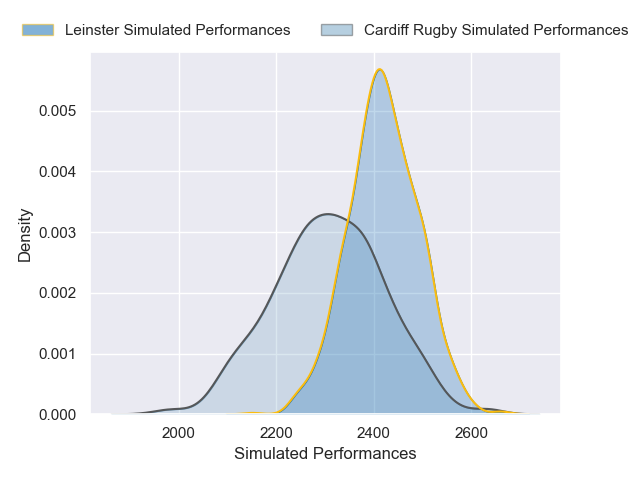 Leinster Simulated Performances Cardiff Rugby Simulated Performances
0.005
0.004
0.003
0.002
0.001
0.000
Density
2000 2200 2400 2600
Simulated Performances